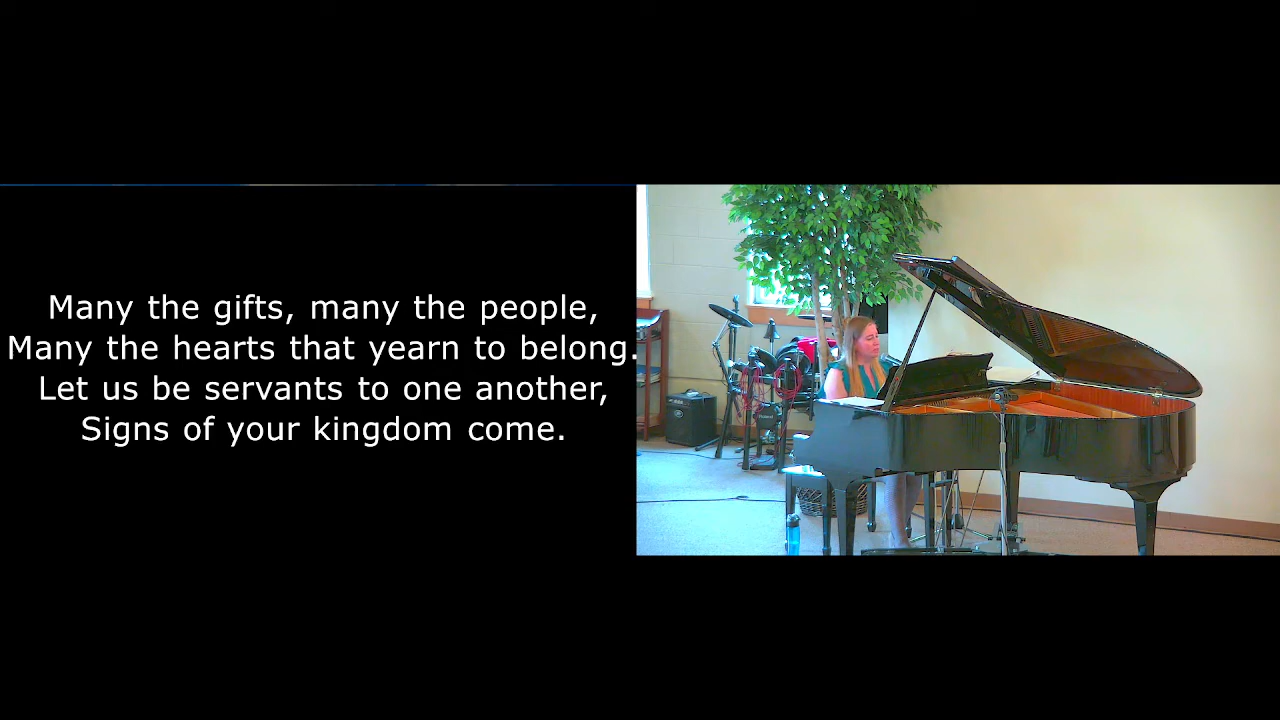 Many the gifts, many the people,
Many the hearts that yearn to belong.
Let us be servants to one another,
Signs of your kingdom come.